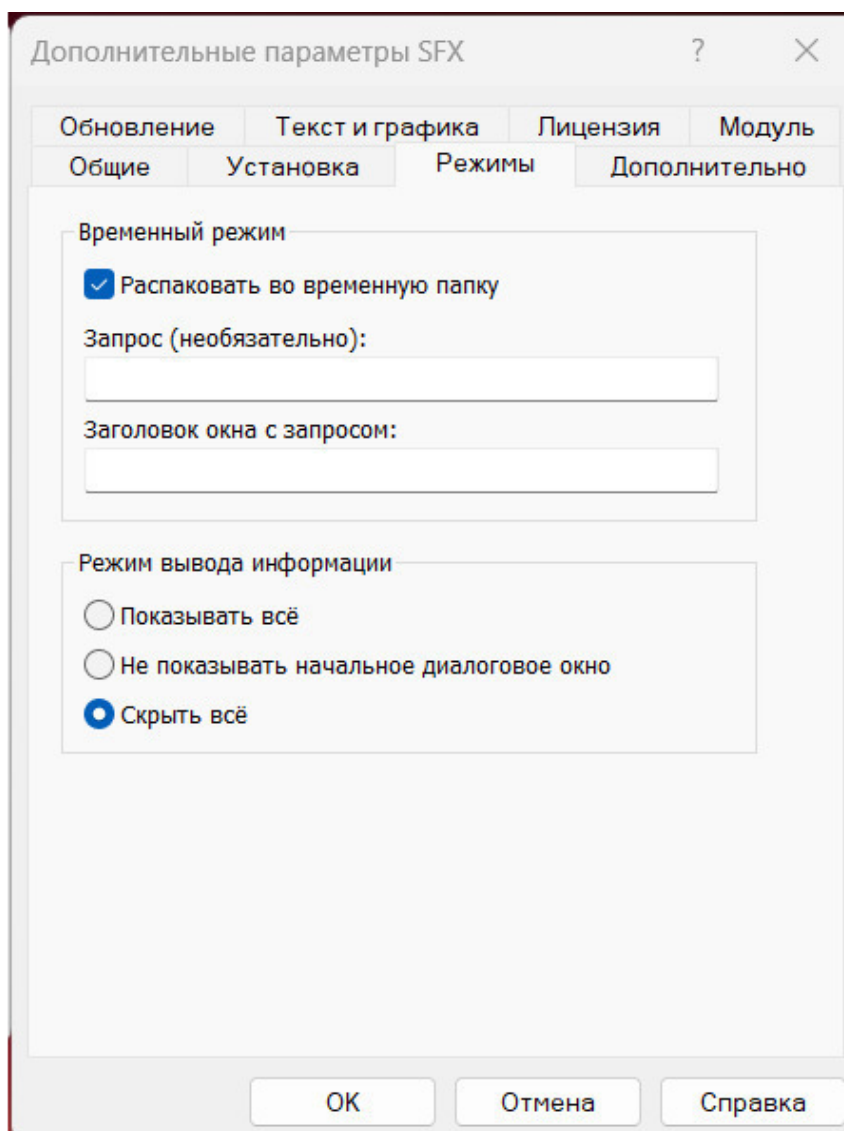 Дополнительные параметры SFX
Обновление Текст и графика Лицензия Модуль
Общие Установка Режимы Дополнительно
Временный режим
Распаковать во временную папку
Запрос (необязательно):
Заголовок окна с запросом:
Режим вывода информации
Показывать всё
Не показывать начальное диалоговое окно
Скрыть всё
OK Отмена Справка